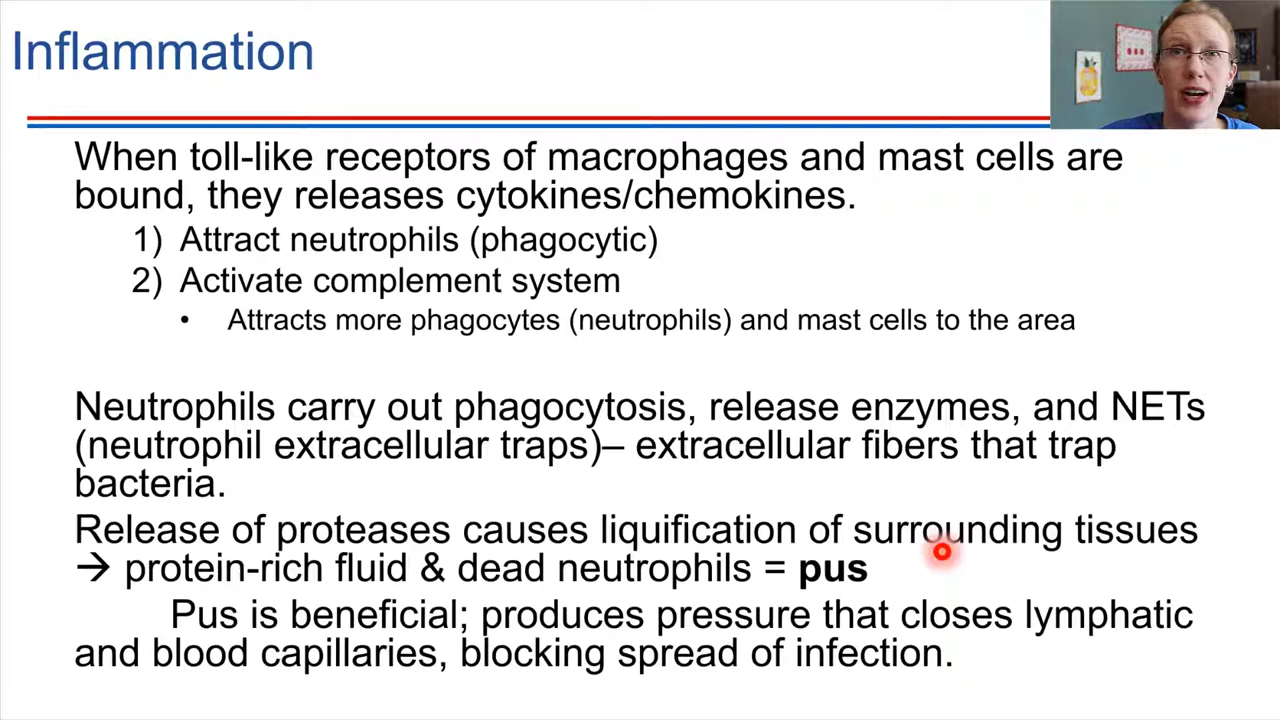 Inflammation
When toll-like receptors of macrophages and mast cells are
bound, they releases cytokines/chemokines.
1) Attract neutrophils (phagocytic)
2) Activate complement system
• Attracts more phagocytes (neutrophils) and mast cells to the area
Neutrophils carry out phagocytosis, release enzymes, and NETs
(neutrophil extracellular traps)– extracellular fibers that trap
bacteria.
Release of proteases causes liquification of surrounding tissues
→ protein-rich fluid & dead neutrophils = pus
Pus is beneficial; produces pressure that closes lymphatic
and blood capillaries, blocking spread of infection.